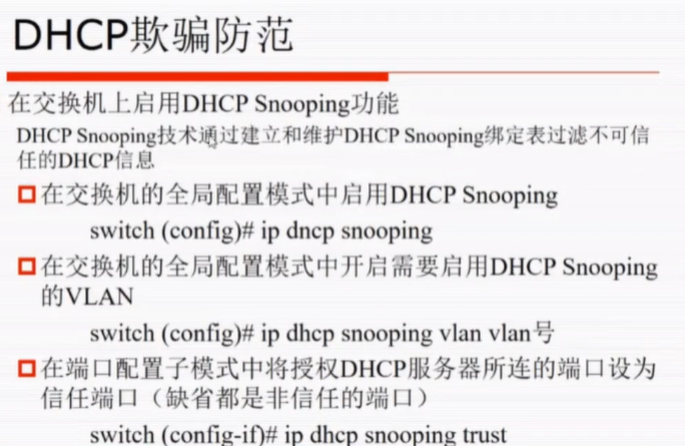 DHCP欺骗防范
在交换机上启用DHCP Snooping功能
DHCP Snooping技术通过建立和维护DHCP Snooping绑定表过滤不可信
任的DHCP信息
在交换机的全局配置模式中启用DHCP Snooping
switch (config)# ip dncp snooping
在交换机的全局配置模式中开启需要启用DHCP Snooping
的VLAN
switch (config)# ip dhcp snooping vlan vlan号
在端口配置子模式中将授权DHCP服务器所连的端口设为
信任端口（缺省都是非信任的端口）
switch (config-if)# ip dhcp snooping trust